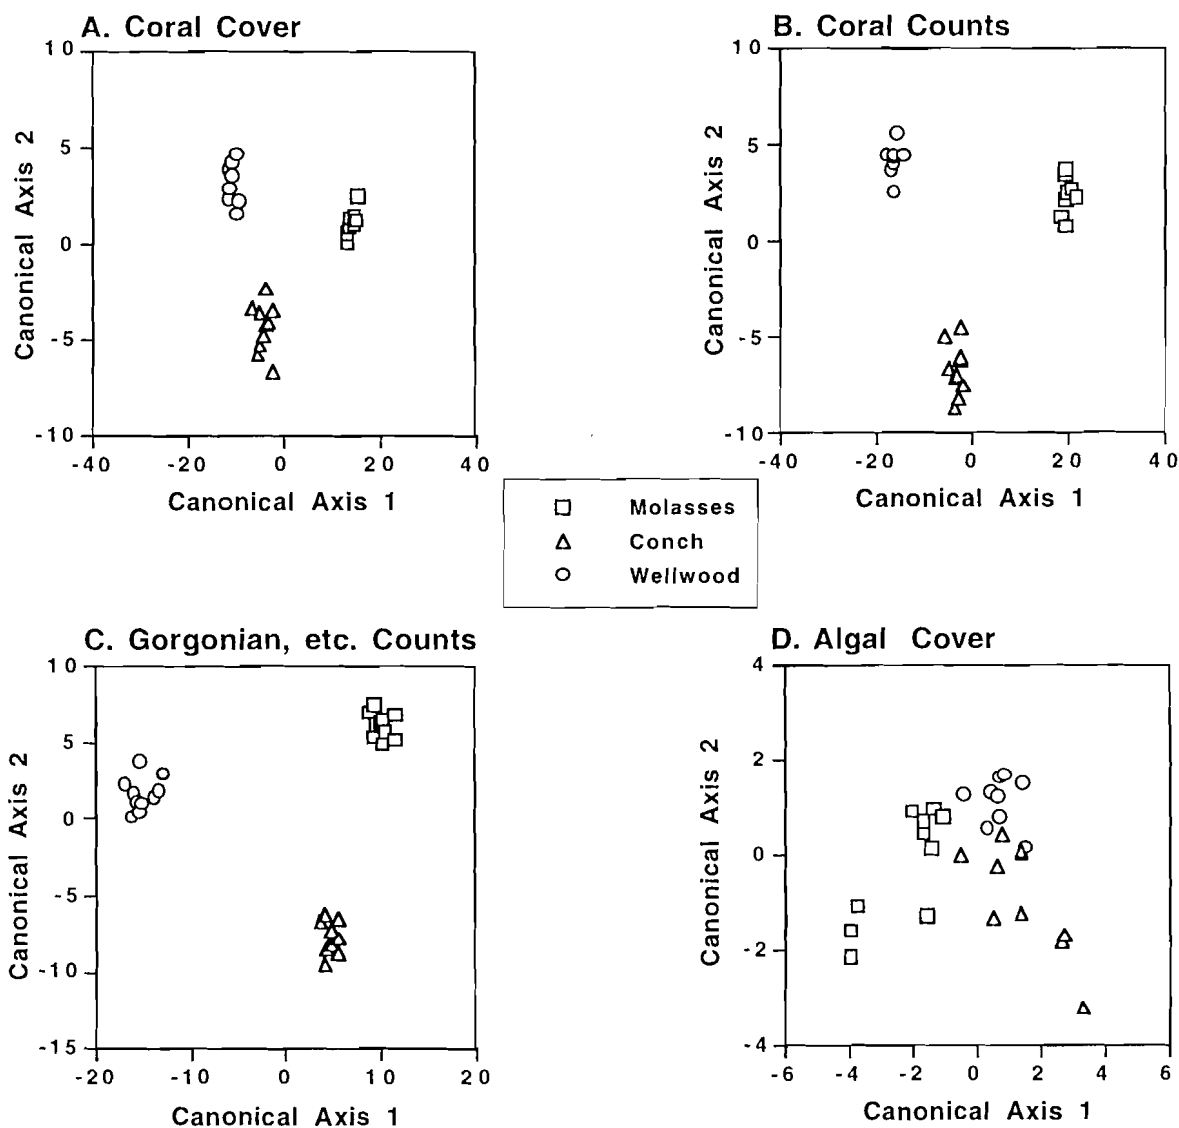 A. Coral Cover
10
5
0
-5
-10
-40 -20 0 20 40
Canonical Axis 1
Canonical Axis 2
B. Coral Counts
10
5
0
-5
-10
-40 -20 0 20 40
Canonical Axis 1
Canonical Axis 2
Molasses
Conch
Wellwood
C. Gorgonian, etc. Counts
10
5
0
-5
-10
-15
-20 -10 0 10 20
Canonical Axis 1
Canonical Axis 2
D. Algal Cover
4
2
0
-2
-4
-6 -4 -2 0 2 4 6
Canonical Axis 1
Canonical Axis 2